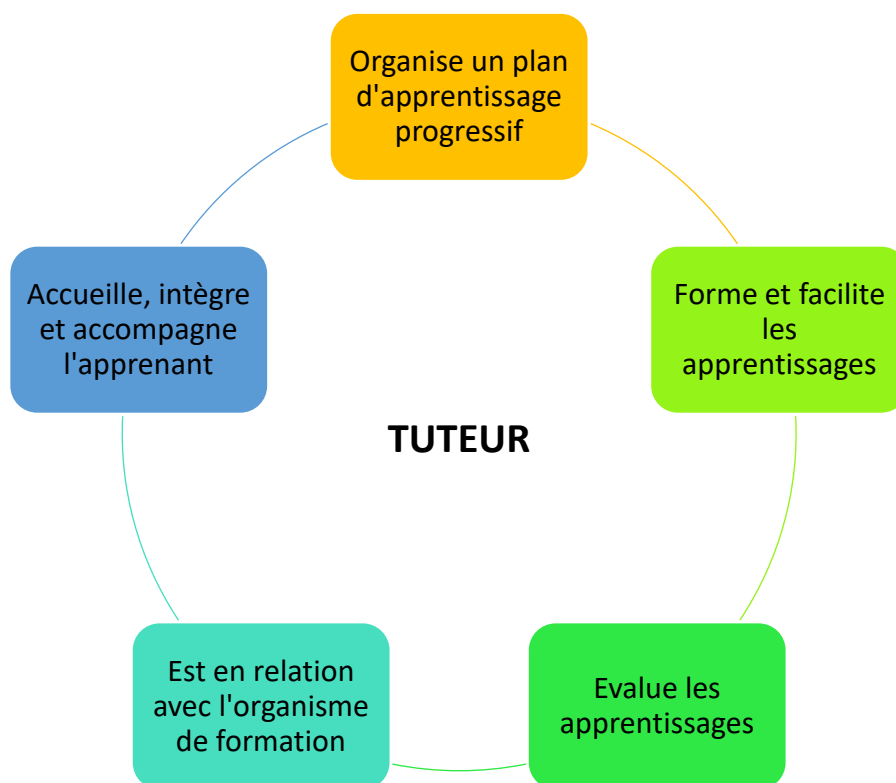 Organise un plan
d'apprentissage
progressif
Accueille, intègre
et accompagne
l'apprenant
Forme et facilite
les
apprentissages
TUTEUR
Est en relation
avec l'organisme
de formation
Evalue les
apprentissages